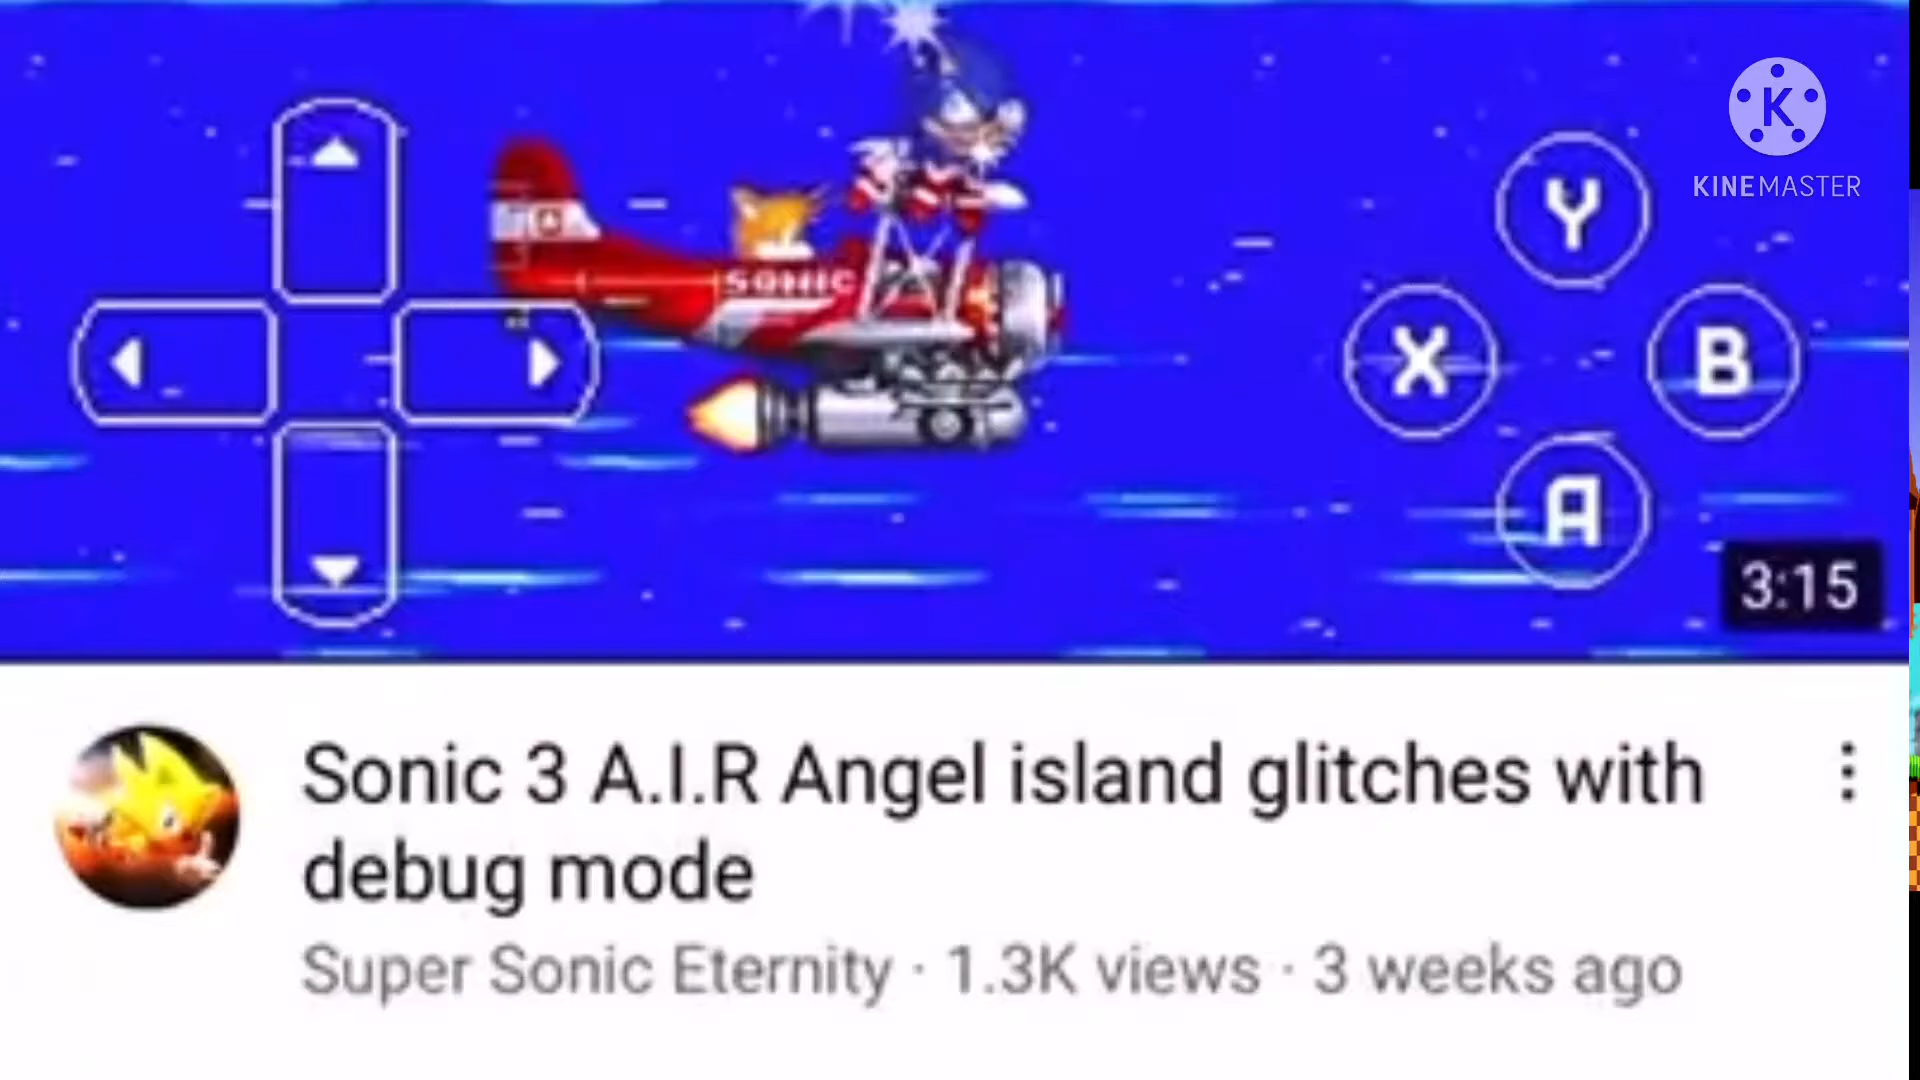 KINEMASTER
K
Y
SONIC
X
B
A
3:15
Sonic 3 A.I.R Angel island glitches with
debug mode
Super Sonic Eternity · 1.3K views · 3 weeks ago